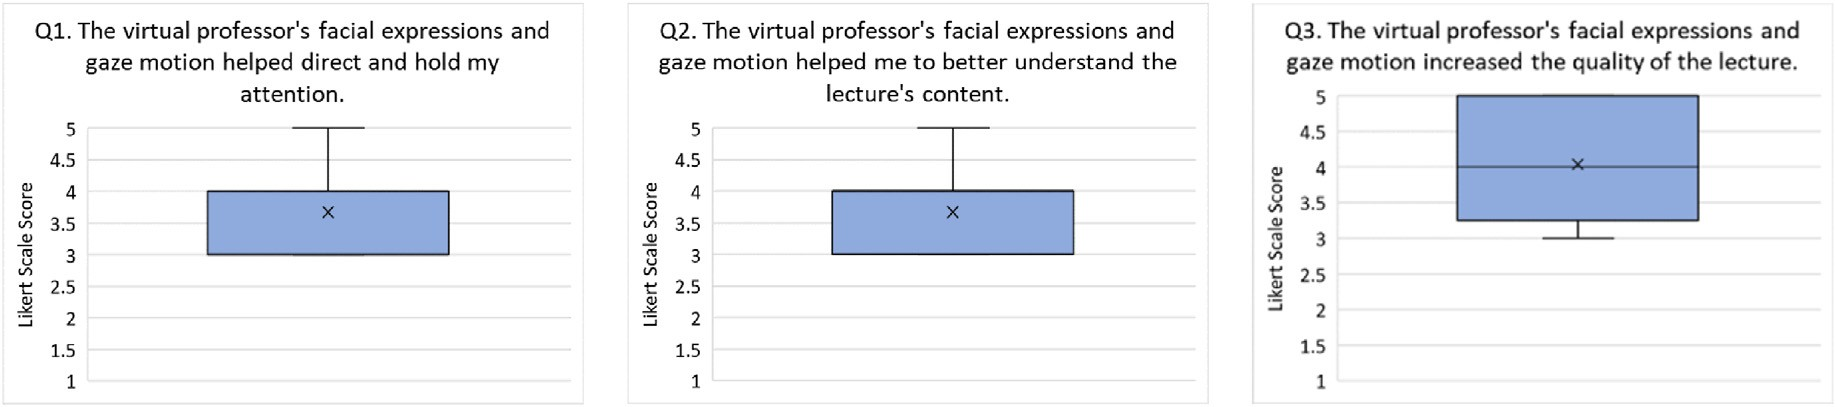 Q1. The virtual professor's facial expressions and
gaze motion helped direct and hold my
attention.
5
4.5
4
3.5
3
2.5
2
1.5
1
Likert Scale Score
Q2. The virtual professor's facial expressions and
gaze motion helped me to better understand the
lecture's content.
5
4.5
4
3.5
3
2.5
2
1.5
1
Likert Scale Score
Q3. The virtual professor's facial expressions and
gaze motion increased the quality of the lecture.
5
4.5
4
3.5
3
2.5
2
1.5
1
Likert Scale Score